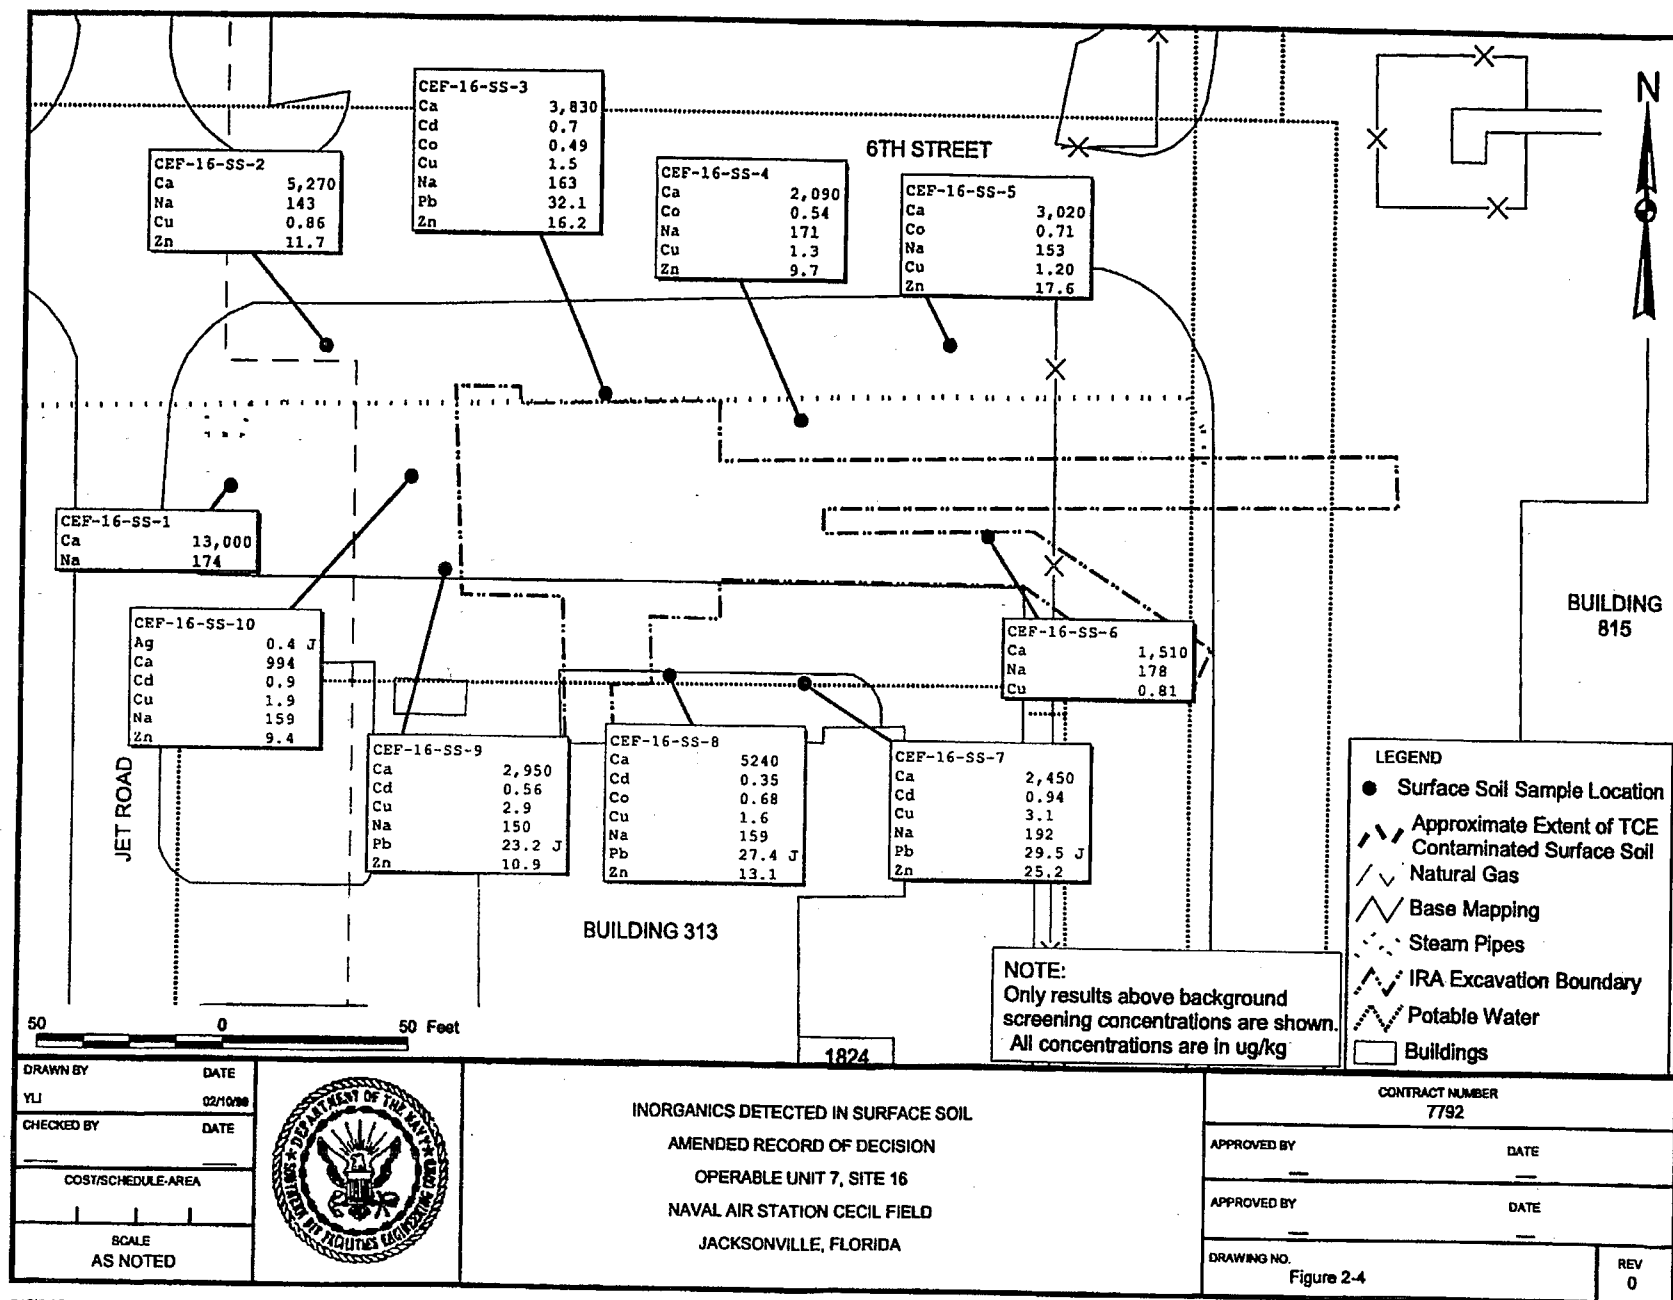 CEF-16-SS-3
Ca 3,830
Cd 0.7
Co 0.49
Cu 1.5
Na 163
Pb 32.1
Zn 16.2
6TH STREET
N
CEF-16-SS-2
Ca 5,270
Na 143
Cu 0.86
Zn 11.7
CEF-16-SS-4
Ca 2,090
Co 0.54
Na 171
Cu 1.3
Zn 9.7
CEF-16-SS-5
Ca 3,020
Co 0.71
Na 153
Cu 1.20
Zn 17.6
CEF-16-SS-1
Ca 13,000
Na 174
CEF-16-SS-10
Ag 0.4 J
Ca 994
Cd 0.9
Cu 1.9
Na 159
Zn 9.4
CEF-16-SS-6
Ca 1,510
Na 178
Cu 0.81
BUILDING
815
CEF-16-SS-9
Ca 2,950
Cd 0.56
Cu 2.9
Na 150
Pb 23.2 J
Zn 10.9
CEF-16-SS-8
Ca 5240
Cd 0.35
Co 0.68
Cu 1.6
Na 159
Pb 27.4 J
Zn 13.1
CEF-16-SS-7
Ca 2,450
Cd 0.94
Cu 3.1
Na 192
Pb 29.5 J
Zn 25.2
JET ROAD
BUILDING 313
1824
LEGEND
Surface Soil Sample Location
Approximate Extent of TCE
Contaminated Surface Soil
Natural Gas
Base Mapping
Steam Pipes
IRA Excavation Boundary
Potable Water
Buildings
NOTE:
Only results above background
screening concentrations are shown.
All concentrations are in ug/kg
50 0 50 Feet
DRAWN BY DATE
YLJ
CHECKED BY DATE
COST/SCHEDULE-AREA
SCALE
AS NOTED
DEPARTMENT OF THE NAVY
INORGANICS DETECTED IN SURFACE SOIL
AMENDED RECORD OF DECISION
OPERABLE UNIT 7, SITE 16
NAVAL AIR STATION CECIL FIELD
JACKSONVILLE, FLORIDA
CONTRACT NUMBER
7792
APPROVED BY DATE
APPROVED BY DATE
DRAWING NO.
Figure 2-4
REV
0